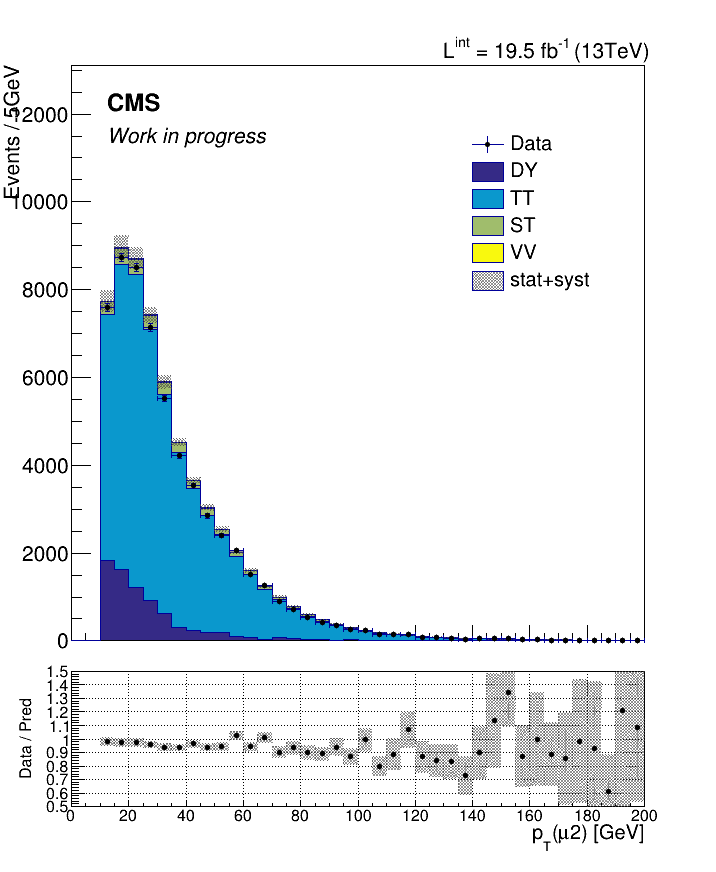 L^int = 19.5 fb^-1 (13TeV)
Events / 5GeV
12000
10000
8000
6000
4000
2000
0
CMS
Work in progress
Data
DY
TT
ST
VV
stat+syst
Data / Pred
1.5
1.4
1.3
1.2
1.1
1
0.9
0.8
0.7
0.6
0.5
0 20 40 60 80 100 120 140 160 180 200
p_T(μ2) [GeV]